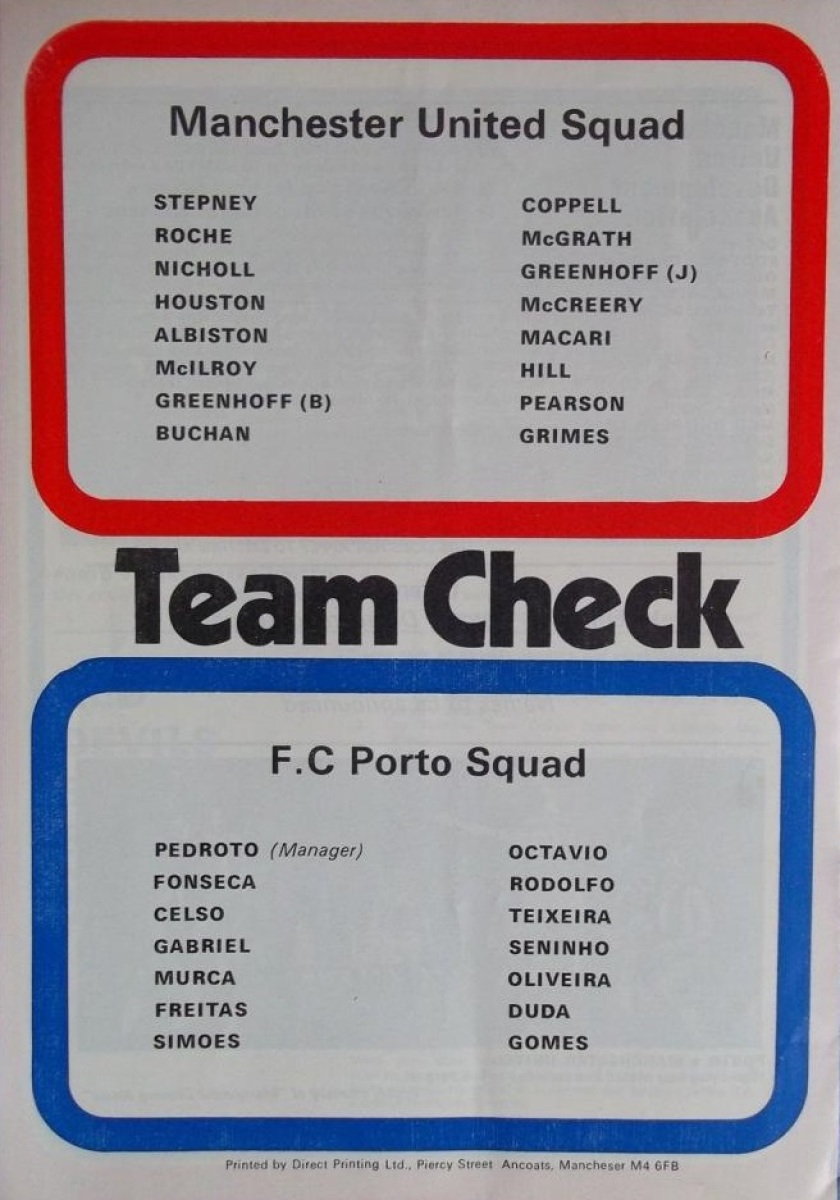 Manchester United Squad
STEPNEY
ROCHE
NICHOLL
HOUSTON
ALBISTON
McILROY
GREENHOFF (B)
BUCHAN
COPPELL
McGRATH
GREENHOFF (J)
McCREERY
MACARI
HILL
PEARSON
GRIMES
Team Check
F.C Porto Squad
PEDROTO (Manager)
FONSECA
CELSO
GABRIEL
MURCA
FREITAS
SIMOES
OCTAVIO
RODOLFO
TEIXEIRA
SENINHO
OLIVEIRA
DUDA
GOMES
Printed by Direct Printing Ltd., Piercy Street Ancoats, Mancheser M4 6FB